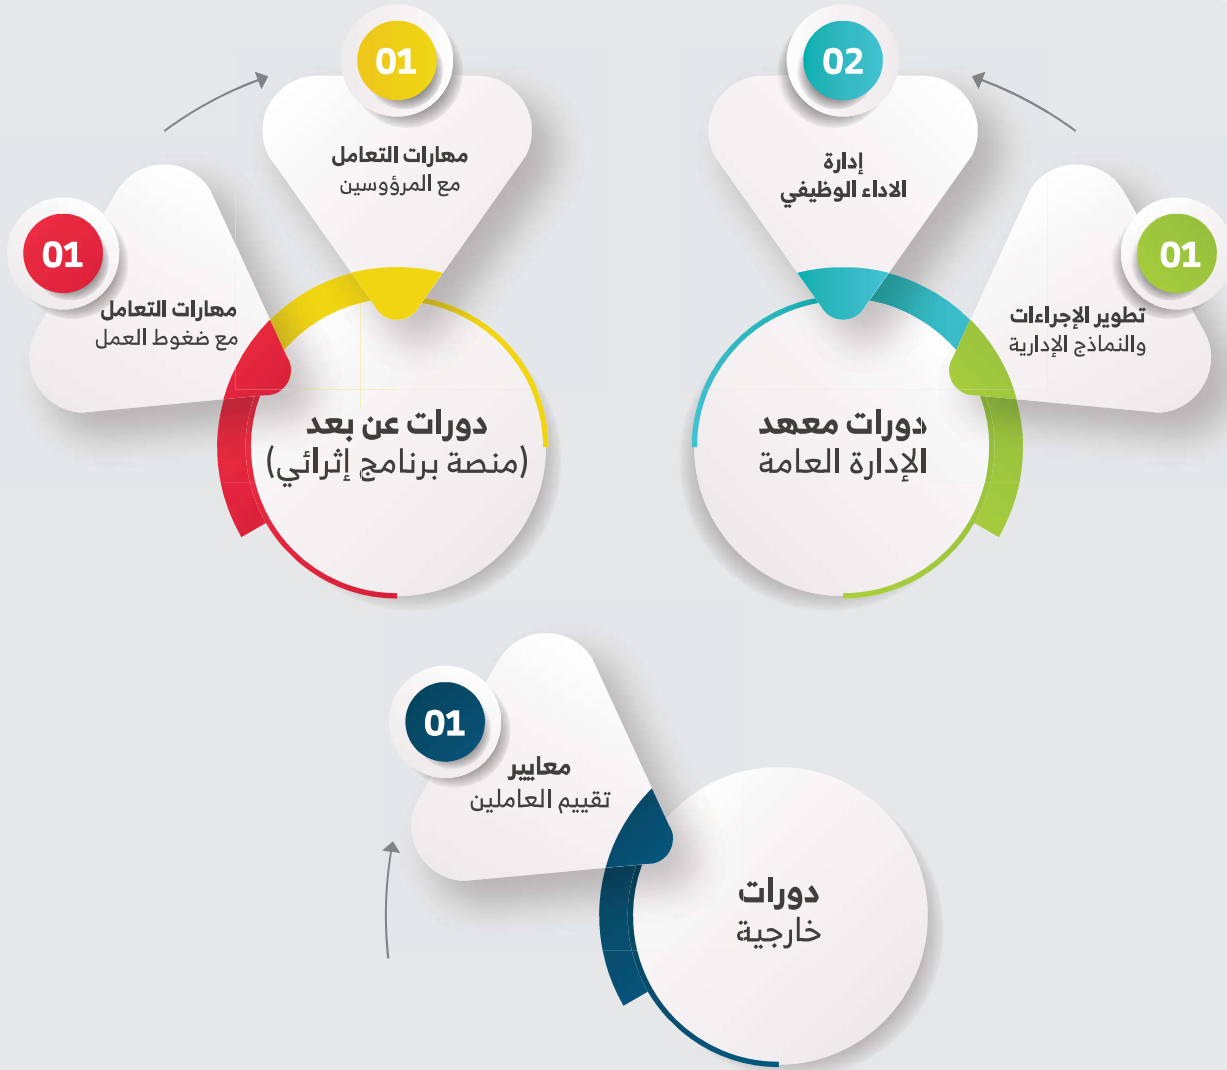 01
تطوير الإجراءات
والنماذج الإدارية
02
إدارة
الاداء الوظيفي
دورات معهد
الإدارة العامة
01
مهارات التعامل
مع المرؤوسين
01
مهارات التعامل
مع ضغوط العمل
دورات عن بعد
(منصة برنامج إثرائي)
01
معايير
تقييم العاملين
دورات
خارجية